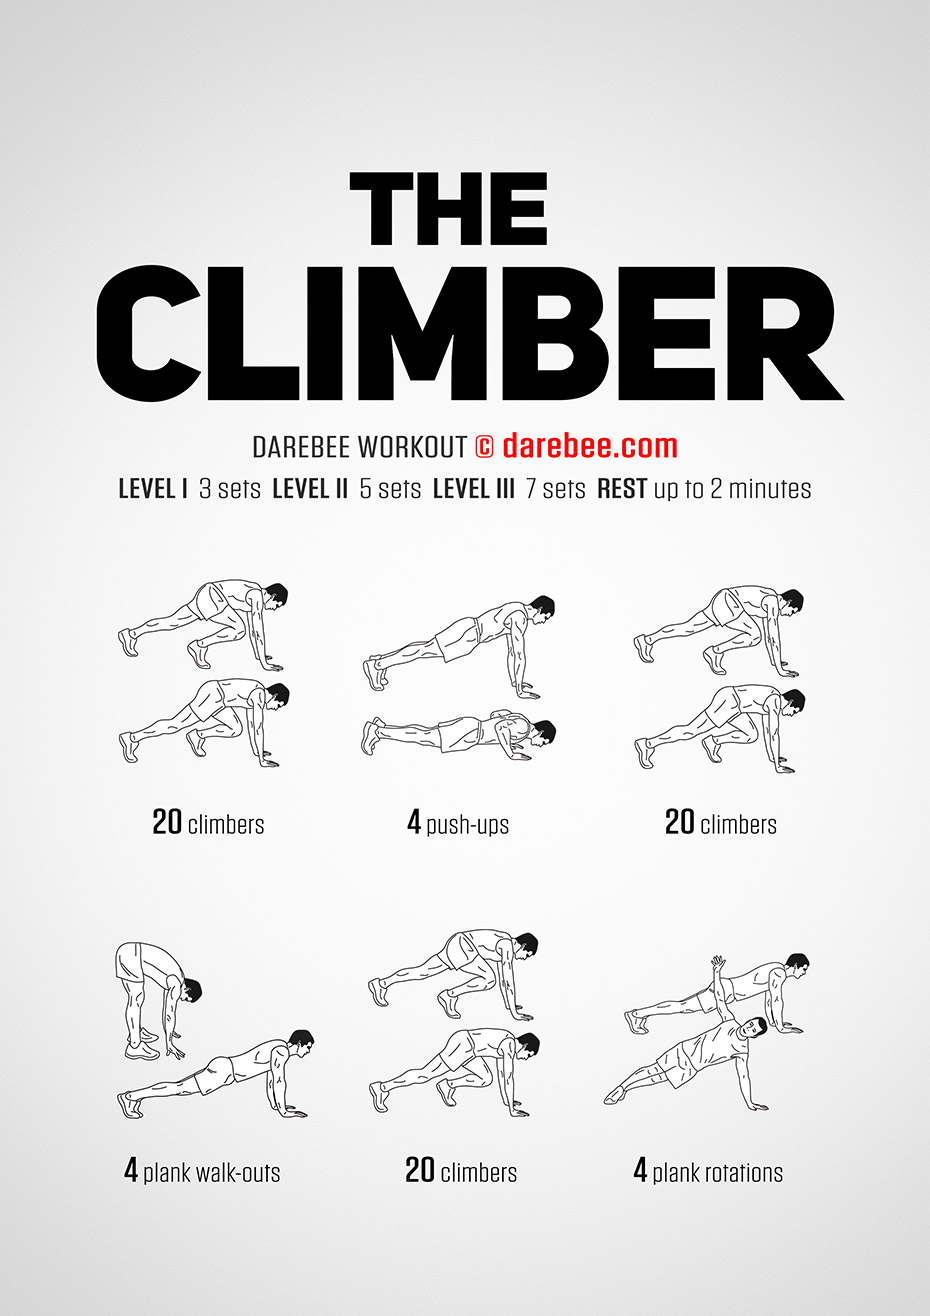 THE
CLIMBER
DAREBEE WORKOUT © darebee.com
LEVEL I 3 sets LEVEL II 5 sets LEVEL III 7 sets REST up to 2 minutes
20 climbers
4 push-ups
20 climbers
4 plank walk-outs
20 climbers
4 plank rotations